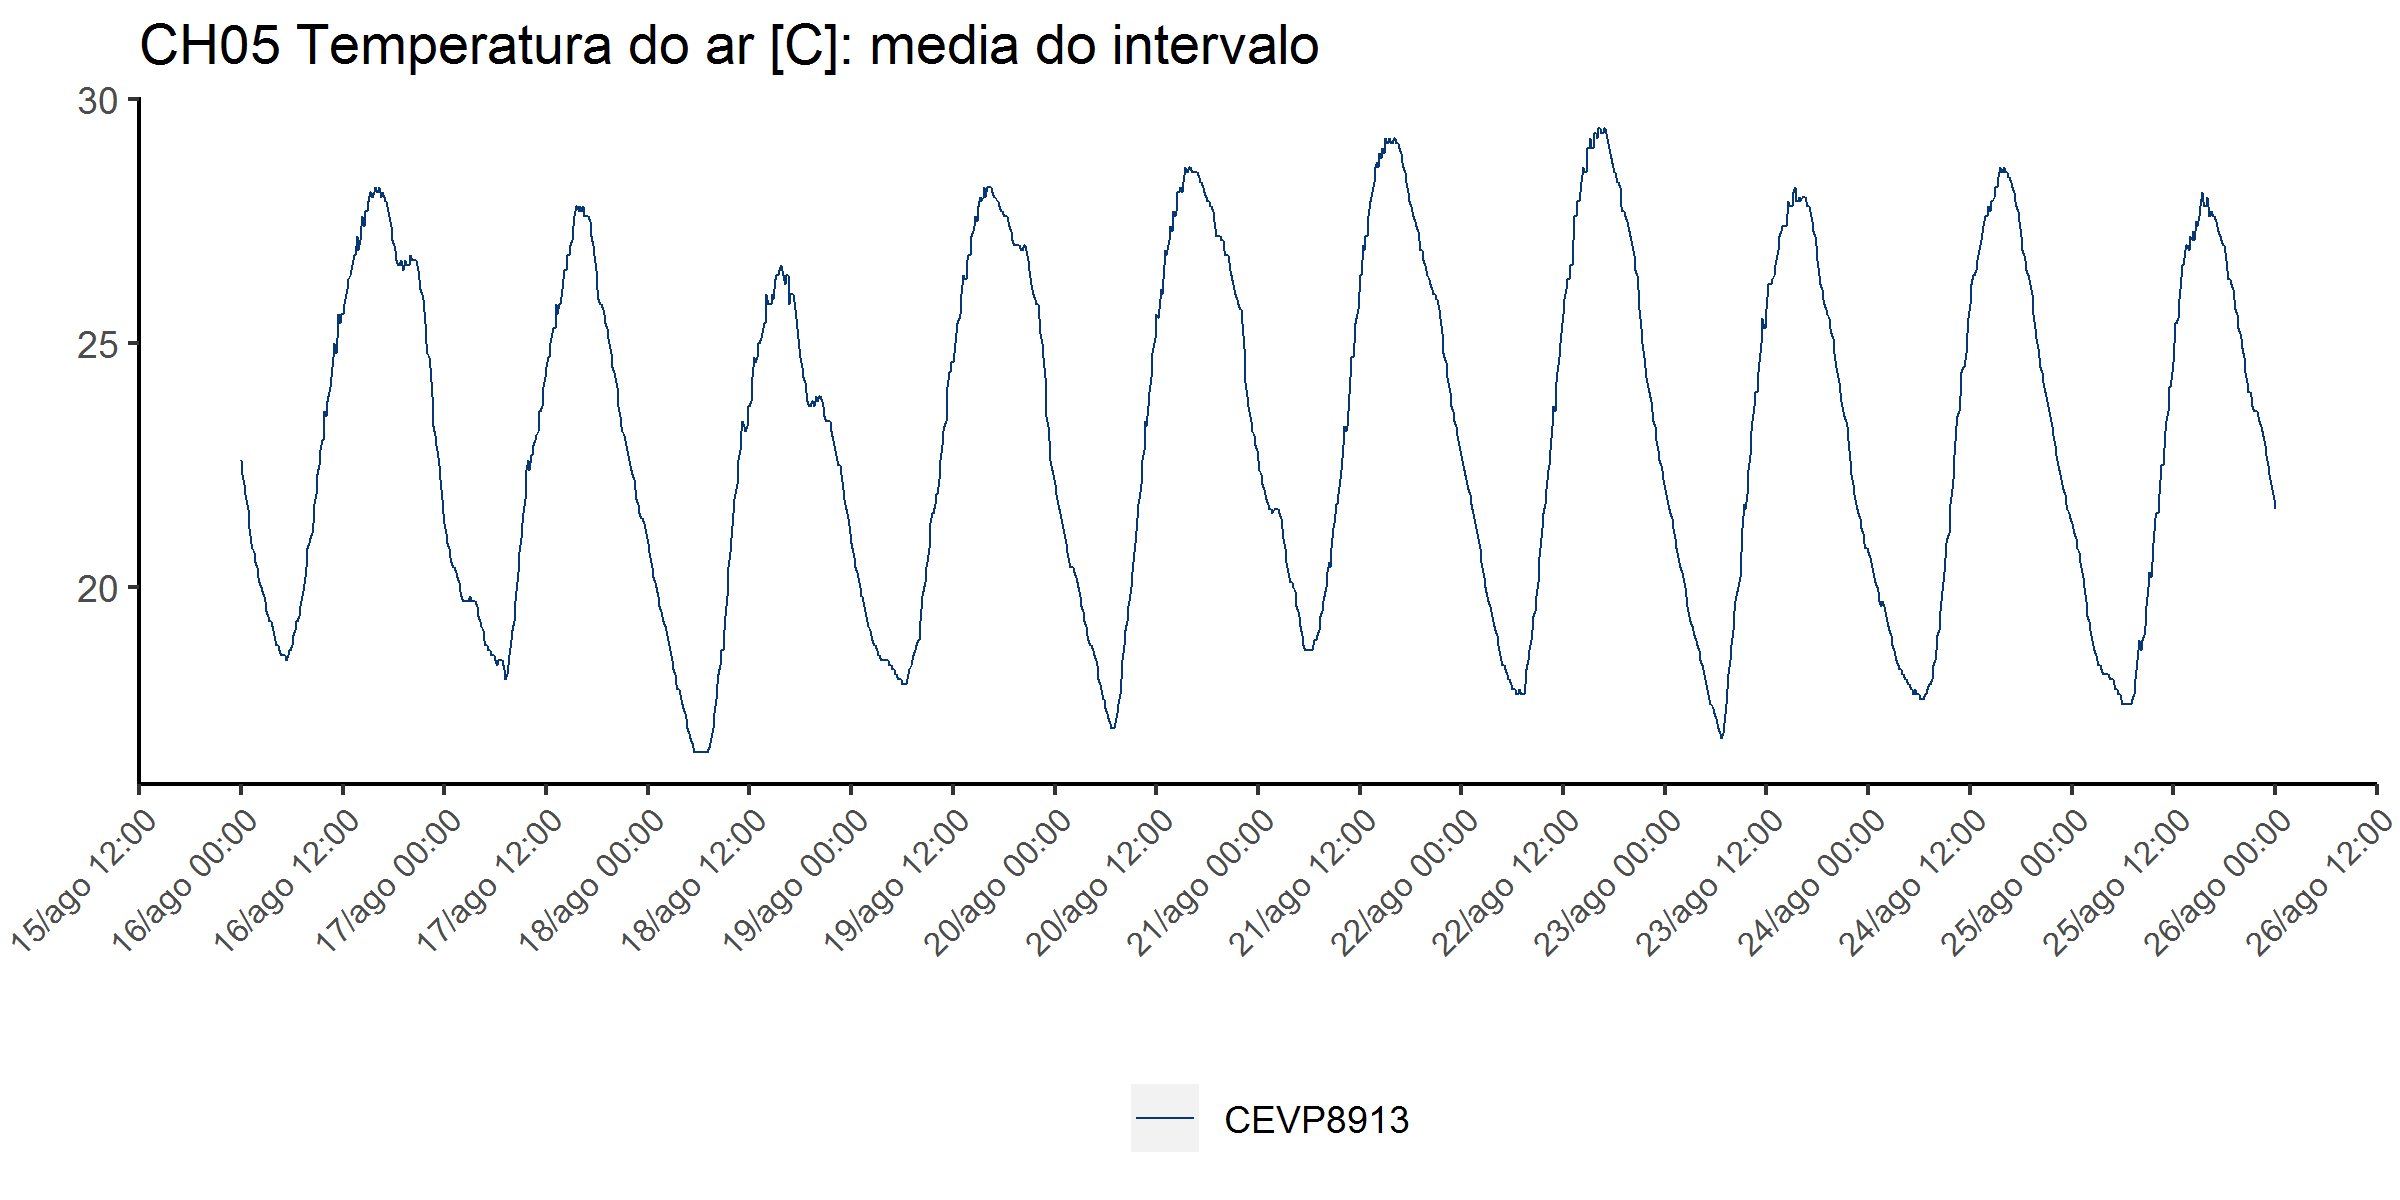 CH05 Temperatura do ar [C]: media do intervalo
30
25
20
15/ago 12:00
16/ago 00:00
16/ago 12:00
17/ago 00:00
17/ago 12:00
18/ago 00:00
18/ago 12:00
19/ago 00:00
19/ago 12:00
20/ago 00:00
20/ago 12:00
21/ago 00:00
21/ago 12:00
22/ago 00:00
22/ago 12:00
23/ago 00:00
23/ago 12:00
24/ago 00:00
24/ago 12:00
25/ago 00:00
25/ago 12:00
26/ago 00:00
26/ago 12:00
CEVP8913